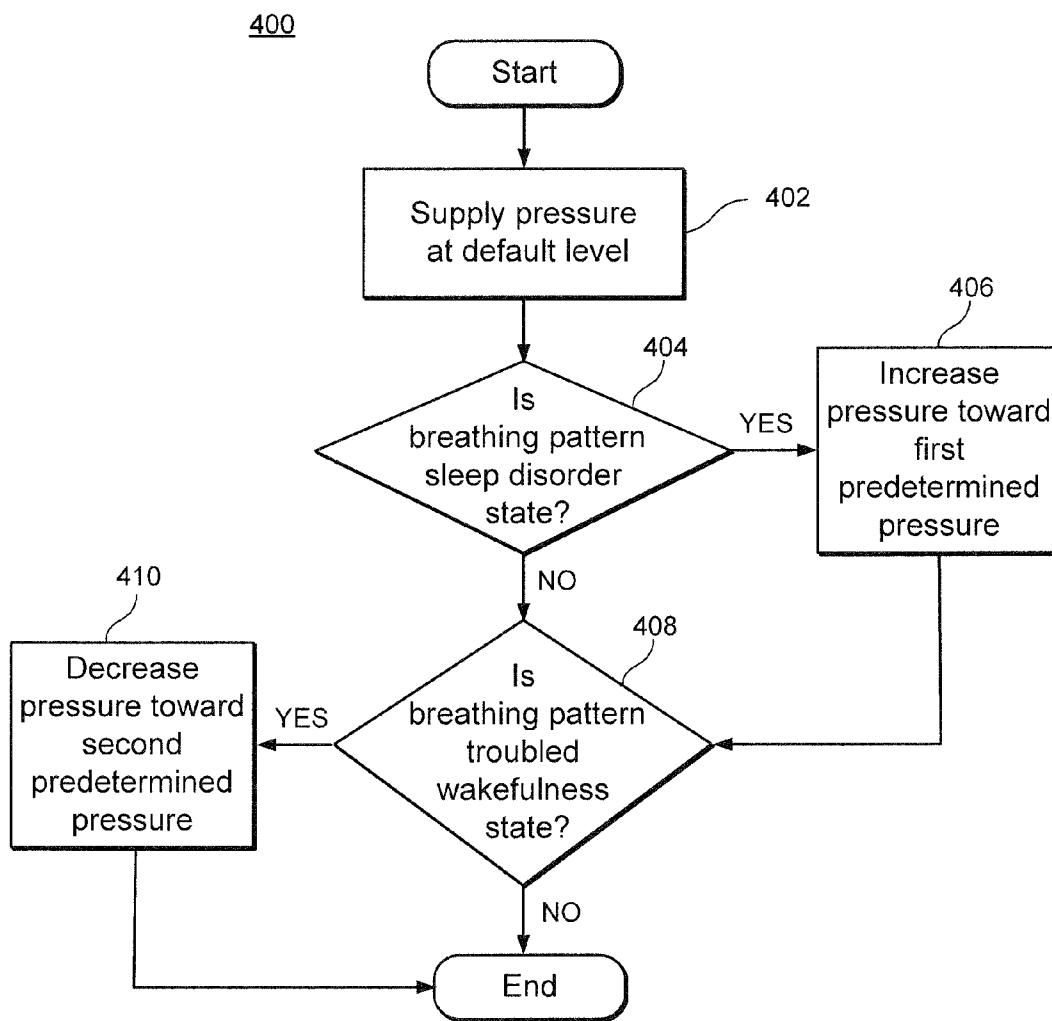 400
Start
Supply pressure
at default level
402
404
Is
breathing pattern
sleep disorder
state?
YES
406
Increase
pressure toward
first
predetermined
pressure
NO
408
Is
breathing pattern
troubled
wakefulness
state?
YES
410
Decrease
pressure toward
second
predetermined
pressure
NO
End